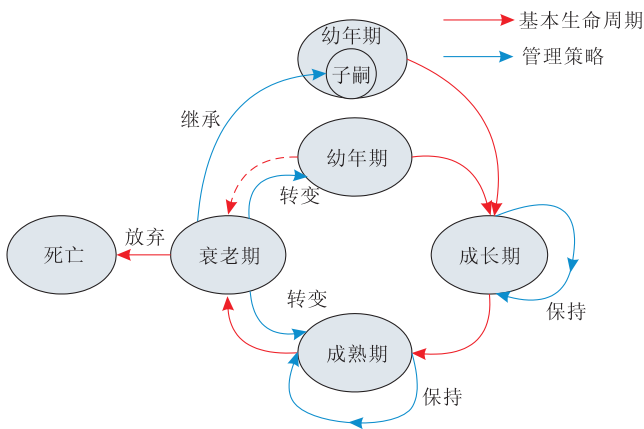 基本生命周期
管理策略
幼年期
子嗣
继承
幼年期
转变
放弃
死亡
衰老期
成长期
转变
保持
成熟期
保持